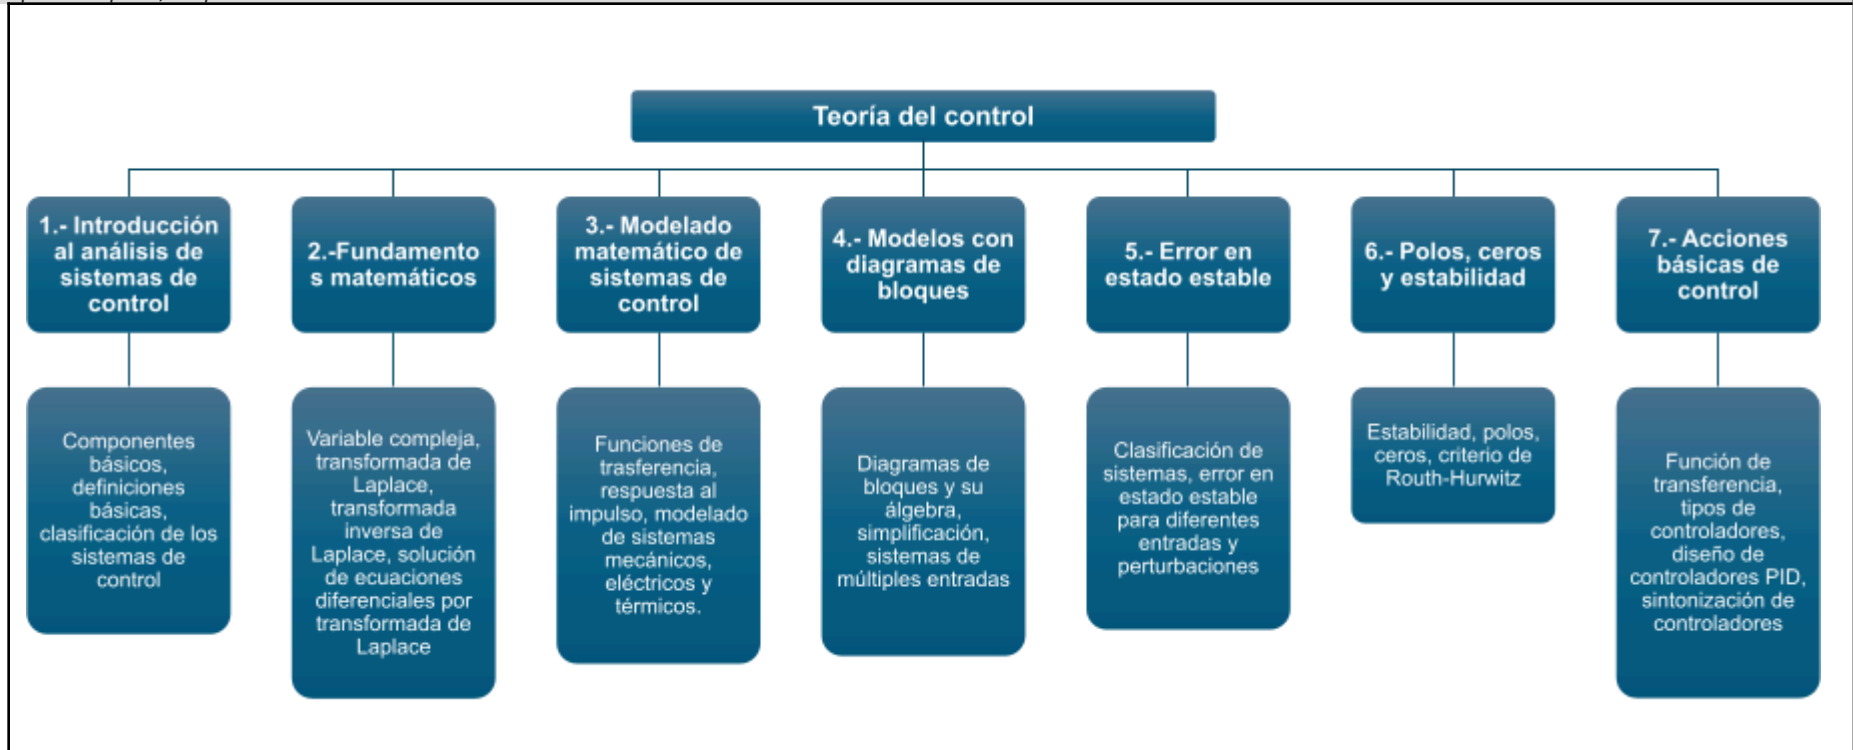 Teoría del control
1.- Introducción
al análisis de
sistemas de
control
2.-Fundamento
s matemáticos
3.- Modelado
matemático de
sistemas de
control
4.- Modelos con
diagramas de
bloques
5.- Error en
estado estable
6.- Polos, ceros
y estabilidad
7.- Acciones
básicas de
control
Componentes
básicos,
definiciones
básicas,
clasificación de los
sistemas de
control
Variable compleja,
transformada de
Laplace,
transformada
inversa de
Laplace, solución
de ecuaciones
diferenciales por
transformada de
Laplace
Funciones de
trasferencia,
respuesta al
impulso, modelado
de sistemas
mecánicos,
eléctricos y
térmicos.
Diagramas de
bloques y su
álgebra,
simplificación,
sistemas de
múltiples entradas
Clasificación de
sistemas, error en
estado estable
para diferentes
entradas y
perturbaciones
Estabilidad, polos,
ceros, criterio de
Routh-Hurwitz
Función de
transferencia,
tipos de
controladores,
diseño de
controladores PID,
sintonización de
controladores